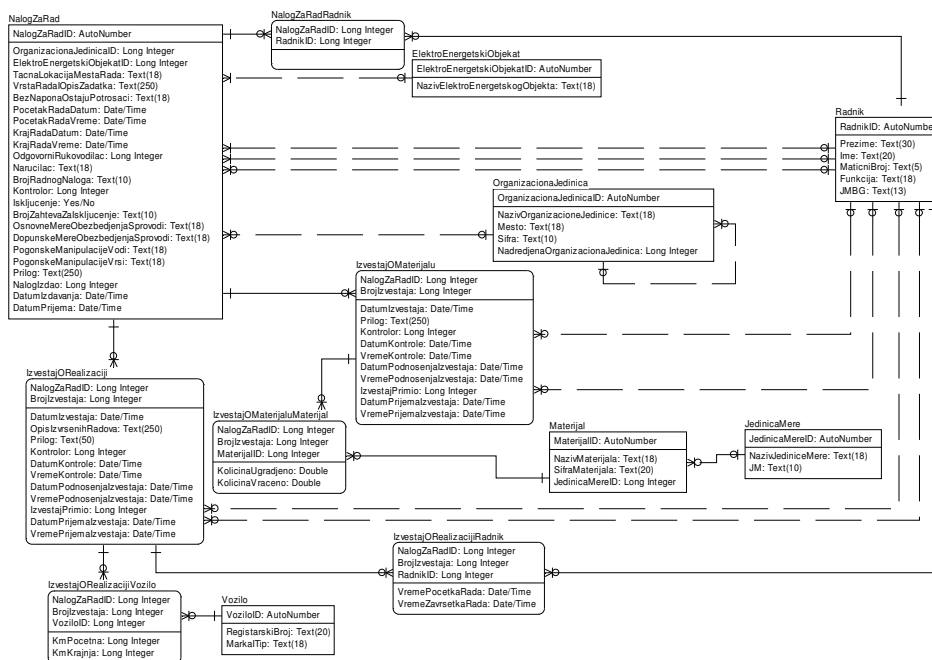 NalogZaRad
NalogZaRadID: AutoNumber
OrganizacionaJedinicaID: Long Integer
ElektroEnergetskiObjekatID: Long Integer
TacnaLokacijaMestaRada: Text(18)
VrstaRadaIOpisZadatka: Text(250)
BezNaponaOstajuPotrosaci: Text(18)
PocetakRadaDatum: Date/Time
PocetakRadaVreme: Date/Time
KrajRadaDatum: Date/Time
KrajRadaVreme: Date/Time
OdgovorniRukovodilac: Long Integer
Narucilac: Text(18)
BrojRadnogNaloga: Text(10)
Kontrolor: Long Integer
Iskljucenje: Yes/No
BrojZahtevaZaIskljucenje: Text(10)
OsnovneMereObezbedjenjaSprovodi: Text(18)
DopunskeMereObezbedjenjaSprovodi: Text(18)
PogonskeManipulacijeVodi: Text(18)
PogonskeManipulacijeVrsi: Text(18)
Prilog: Text(250)
NalogIzdao: Long Integer
DatumIzdavanja: Date/Time
DatumPrijema: Date/Time
NalogZaRadRadnik
NalogZaRadID: Long Integer
RadnikID: Long Integer
ElektroEnergetskiObjekat
ElektroEnergetskiObjekatID: AutoNumber
NazivElektroEnergetskogObjekta: Text(18)
Radnik
RadnikID: AutoNumber
Prezime: Text(30)
Ime: Text(20)
MaticniBroj: Text(5)
Funkcija: Text(18)
JMBG: Text(13)
OrganizacionaJedinica
OrganizacionaJedinicaID: AutoNumber
NazivOrganizacioneJedinice: Text(18)
Mesto: Text(18)
Sifra: Text(10)
NadredjenaOrganizacionaJedinica: Long Integer
IzvestajOMaterijalu
NalogZaRadID: Long Integer
BrojIzvestaja: Long Integer
DatumIzvestaja: Date/Time
Prilog: Text(250)
Kontrolor: Long Integer
DatumKontrole: Date/Time
VremeKontrole: Date/Time
DatumPodnosenjaIzvestaja: Date/Time
VremePodnosenjaIzvestaja: Date/Time
IzvestajPrimio: Long Integer
DatumPrijemaIzvestaja: Date/Time
VremePrijemaIzvestaja: Date/Time
IzvestajORealizaciji
NalogZaRadID: Long Integer
BrojIzvestaja: Long Integer
DatumIzvestaja: Date/Time
OpisIzvrsenihRadova: Text(250)
Prilog: Text(50)
Kontrolor: Long Integer
DatumKontrole: Date/Time
VremeKontrole: Date/Time
DatumPodnosenjaIzvestaja: Date/Time
VremePodnosenjaIzvestaja: Date/Time
IzvestajPrimio: Long Integer
DatumPrijemaIzvestaja: Date/Time
VremePrijemaIzvestaja: Date/Time
IzvestajOMaterijaluMaterijal
NalogZaRadID: Long Integer
BrojIzvestaja: Long Integer
MaterijalID: Long Integer
KolicinaUgradjeno: Double
KolicinaVraceno: Double
Materijal
MaterijalID: AutoNumber
NazivMaterijala: Text(18)
SifraMaterijala: Text(20)
JedinicaMereID: Long Integer
JedinicaMere
JedinicaMereID: AutoNumber
NazivJediniceMere: Text(18)
JM: Text(10)
IzvestajORealizacijiRadnik
NalogZaRadID: Long Integer
BrojIzvestaja: Long Integer
RadnikID: Long Integer
VremePocetkaRada: Date/Time
VremeZavrsetkaRada: Date/Time
IzvestajORealizacijiVozilo
NalogZaRadID: Long Integer
BrojIzvestaja: Long Integer
VoziloID: Long Integer
KmPocetna: Long Integer
KmKrajnja: Long Integer
Vozilo
VoziloID: AutoNumber
RegistarskiBroj: Text(20)
MarkaITip: Text(18)